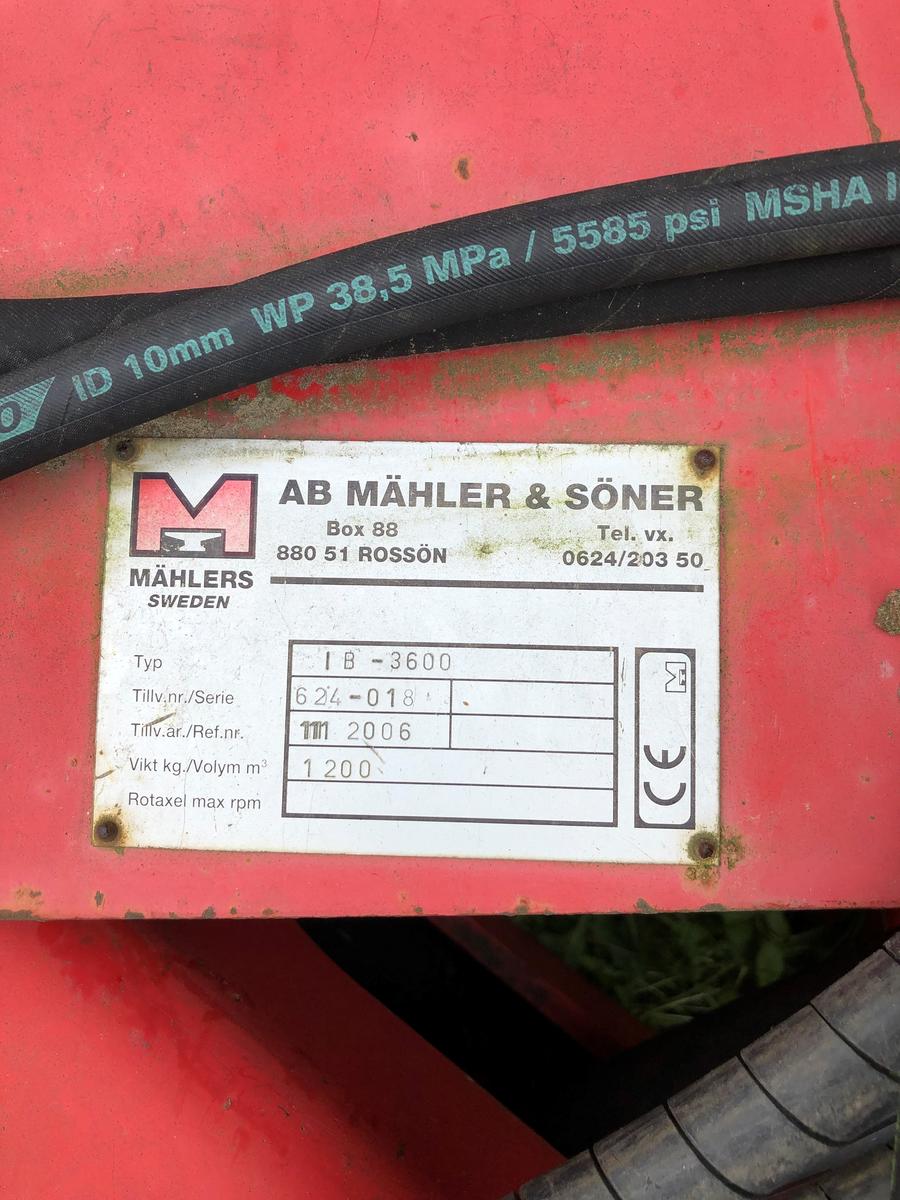 ID 10mm WP 38,5 MPa / 5585 psi MSHA
AB MÄHLER & SÖNER
Box 88
Tel. vx.
880 51 ROSSÖN
0624/203 50
MÄHLERS
SWEDEN
Typ IB-3600
Tillv.nr./Serie 624-018
Tillv.år./Ref.nr. 2006
Vikt kg./Volym m³ 1200
Rotaxel max rpm
CE